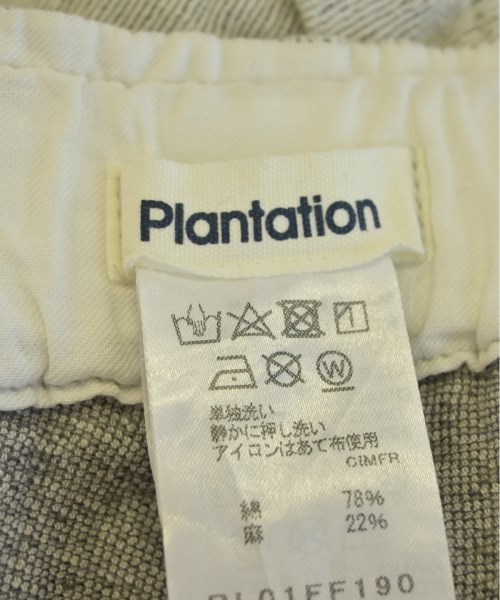 Plantation
W
単独洗い
静かに押し洗い
アイロンはあて布使用
CIMFR
綿 78%
麻 22%
PL01FF190